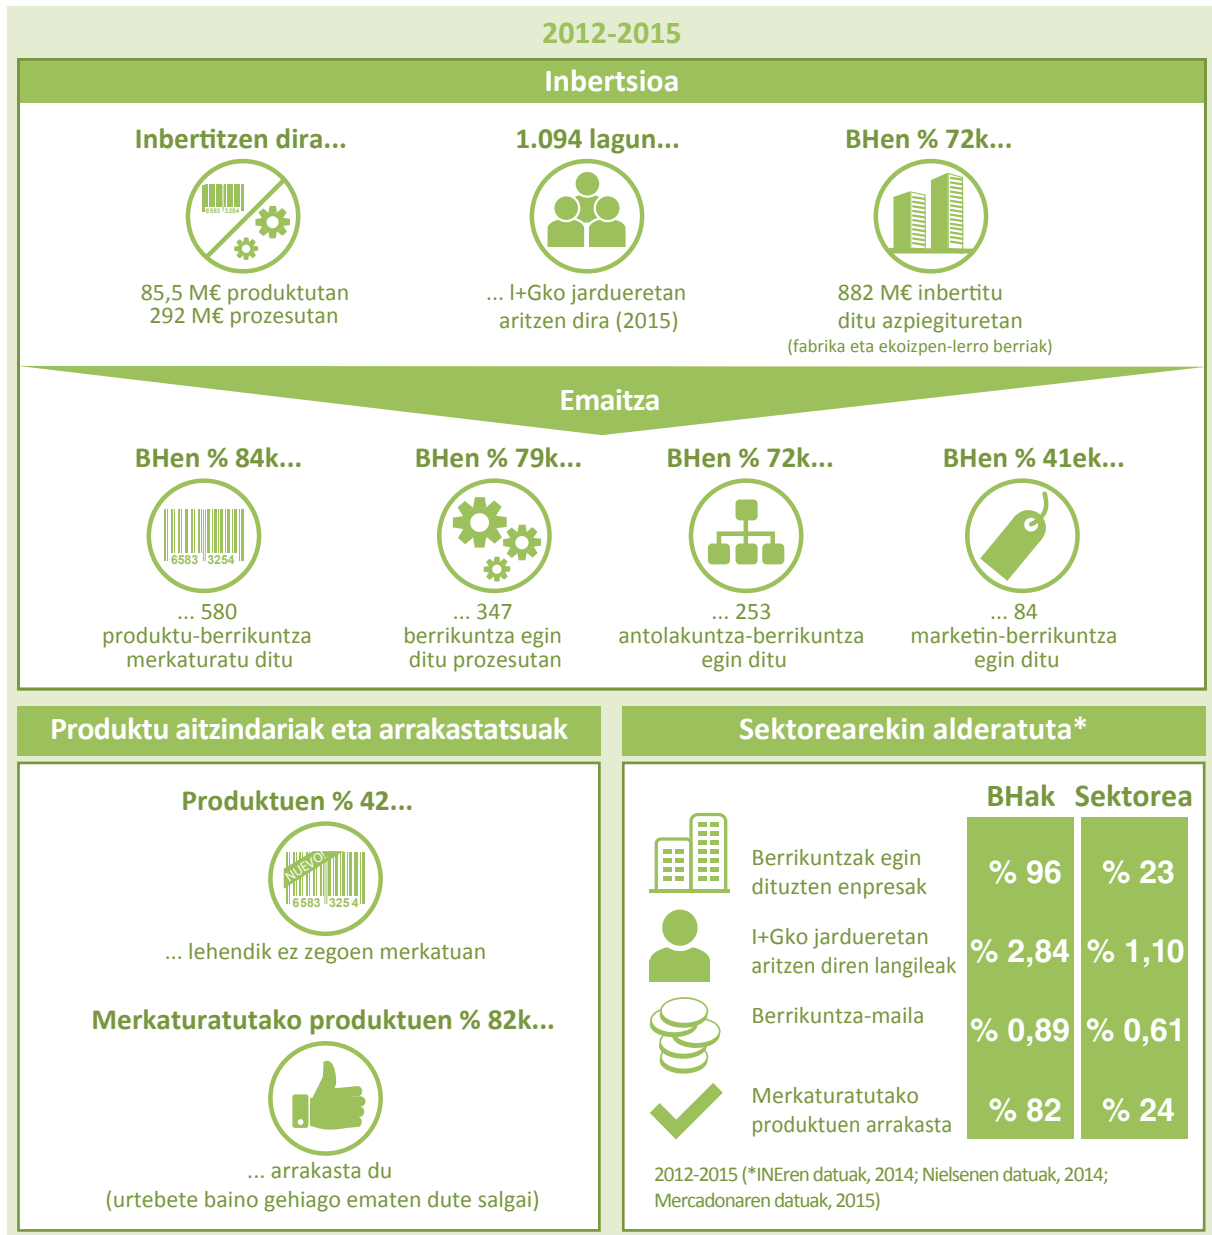 2012-2015
Inbertsioa
Inbertitzen dira...
6583 3254
85,5 M€ produktutan
292 M€ prozesutan
1.094 lagun...
... I+Gko jardueretan
aritzen dira (2015)
BHen % 72k...
882 M€ inbertitu
ditu azpiegituretan
(fabrika eta ekoizpen-lerro berriak)
Emaitza
BHen % 84k...
6583 3254
... 580
produktu-berrikuntza
merkaturatu ditu
BHen % 79k...
... 347
berrikuntza egin
ditu prozesutan
BHen % 72k...
... 253
antolakuntza-berrikuntza
egin ditu
BHen % 41ek...
... 84
marketin-berrikuntza
egin ditu
Produktu aitzindariak eta arrakastatsuak
Produktuen % 42...
NUEVO!
6583 3254
... lehendik ez zegoen merkatuan
Merkaturatutako produktuen % 82k...
... arrakasta du
(urtebete baino gehiago ematen dute salgai)
Sektorearekin alderatuta*
BHak Sektorea
Berrikuntzak egin
dituzten enpresak
% 96 % 23
I+Gko jardueretan
aritzen diren langileak
% 2,84 % 1,10
Berrikuntza-maila
% 0,89 % 0,61
Merkaturatutako
produktuen arrakasta
% 82 % 24
2012-2015 (*INEren datuak, 2014; Nielsenen datuak, 2014;
Mercadonaren datuak, 2015)